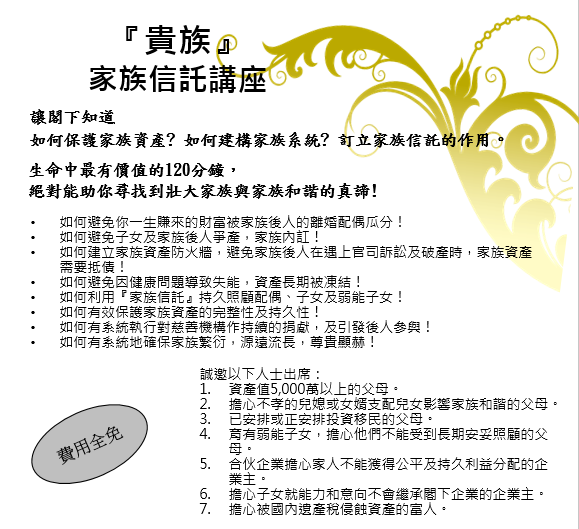 『貴族』
家族信託講座
讓閣下知道
如何保護家族資產? 如何建構家族系統? 訂立家族信託的作用。
生命中最有價值的120分鐘，
絕對能助你尋找到壯大家族與家族和諧的真諦!
• 如何避免你一生賺來的財富被家族後人的離婚配偶瓜分！
• 如何避免子女及家族後人爭產，家族內訌！
• 如何建立家族資產防火牆，避免家族後人在遇上官司訴訟及破產時，家族資產
需要抵債！
• 如何避免因健康問題導致失能，資產長期被凍結！
• 如何利用『家族信託』持久照顧配偶、子女及弱能子女！
• 如何有效保護家族資產的完整性及持久性！
• 如何有系統執行對慈善機構作持續的捐獻，及引發後人參與！
• 如何有系統地確保家族繁衍，源遠流長，尊貴顯赫！
誠邀以下人士出席：
1. 資產值5,000萬以上的父母。
2. 擔心不孝的兒媳或女婿支配兒女影響家族和諧的父母。
3. 已安排或正安排投資移民的父母。
4. 育有弱能子女，擔心他們不能受到長期安妥照顧的父
母。
5. 合伙企業擔心家人不能獲得公平及持久利益分配的企
業主。
6. 擔心子女就能力和意向不會繼承閣下企業的企業主。
7. 擔心被國內遺產稅侵蝕資產的富人。
費用全免